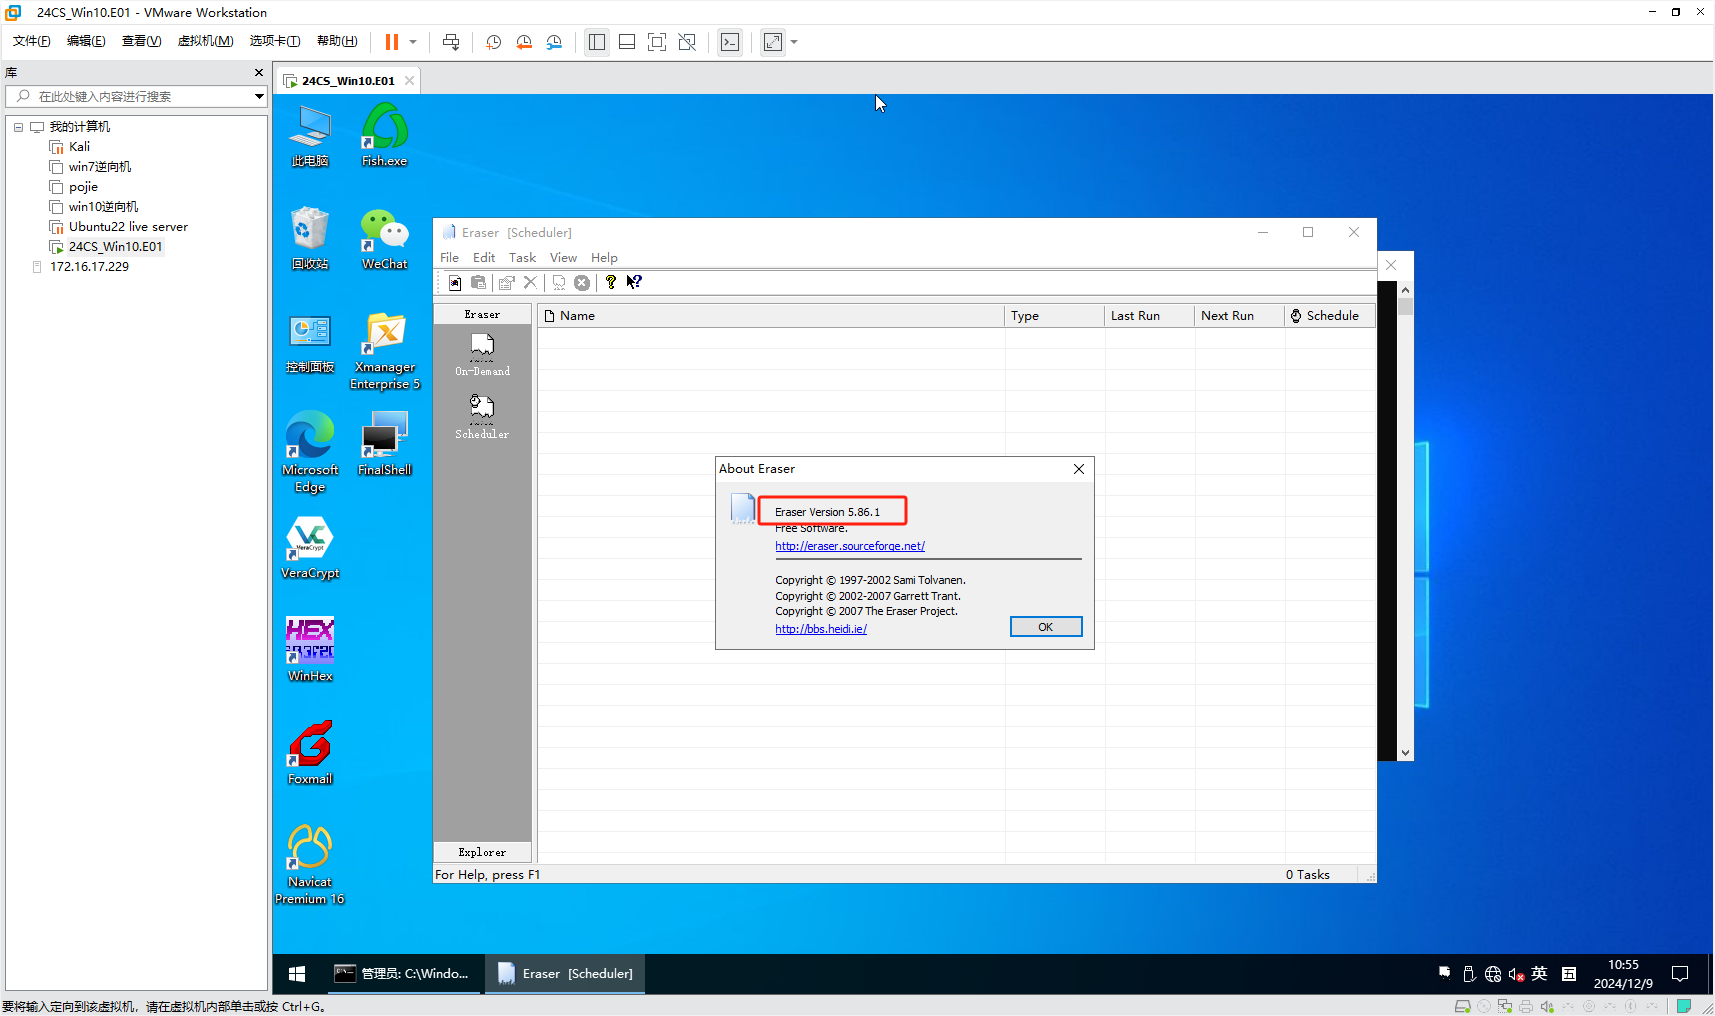 24CS_Win10.E01 - VMware Workstation
文件(F) 编辑(E) 查看(V) 虚拟机(M) 选项卡(T) 帮助(H)
库
在此处键入内容进行搜索
我的计算机
Kali
win7逆向机
pojie
win10逆向机
Ubuntu22 live server
24CS_Win10.E01
172.16.17.229
24CS_Win10.E01
此电脑
Fish.exe
回收站
WeChat
控制面板
Xmanager
Enterprise 5
Microsoft
Edge
FinalShell
VeraCrypt
HEX
WinHex
Foxmail
Navicat
Premium 16
Eraser [Scheduler]
File Edit Task View Help
Eraser
On-Demand
Scheduler
Explorer
Name Type Last Run Next Run Schedule
About Eraser
Eraser Version 5.86.1
Free Software.
http://eraser.sourceforge.net/
Copyright © 1997-2002 Sami Tolvanen.
Copyright © 2002-2007 Garrett Trant.
Copyright © 2007 The Eraser Project.
http://bbs.heidi.ie/
OK
For Help, press F1
0 Tasks
管理员: C:\Windo...
Eraser [Scheduler]
英 五
10:55
2024/12/9
要将输入定向到该虚拟机，请在虚拟机内部单击或按 Ctrl+G。